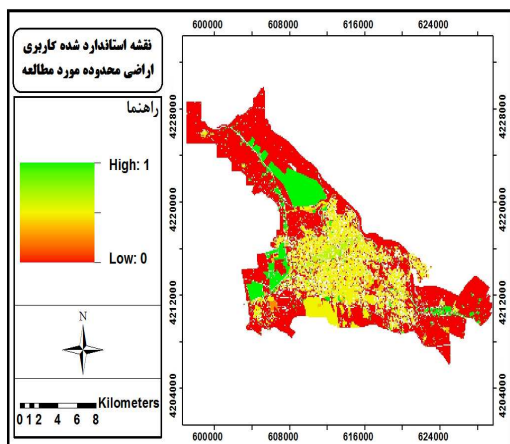 نقشه استاندارد شده کاربری
اراضی محدوده مورد مطالعه
راهنما
High: 1
Low: 0
N
Kilometers
0 1 2 4 6 8
600000 608000 616000 624000
4228000
4220000
4212000
4204000
4228000
4220000
4212000
4204000
600000 608000 616000 624000